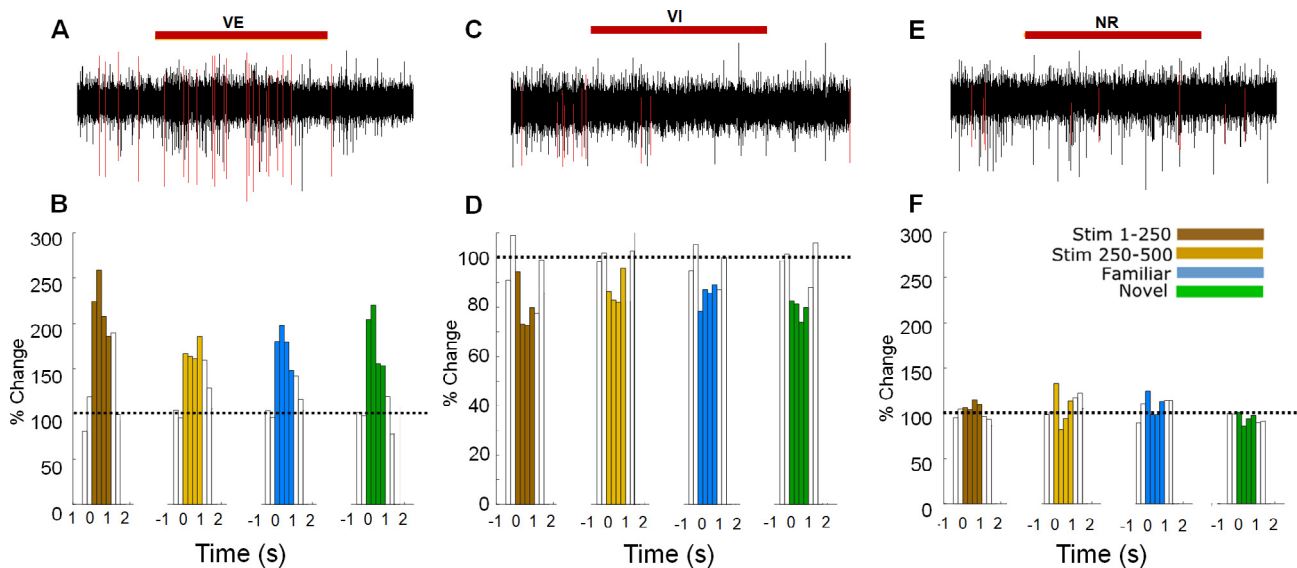 A
VE
C
VI
E
NR
B
300
250
200
150
100
50
0
% Change
1 0 1 2
-1 0 1 2
-1 0 1 2
-1 0 1 2
Time (s)
D
%
100
80
60
40
20
0
% Change
-1 0 1 2
-1 0 1 2
-1 0 1 2
-1 0 1 2
Time (s)
F
300
250
200
150
100
50
0
% Change
-1 0 1 2
-1 0 1 2
-1 0 1 2
-1 0 1 2
Time (s)
Stim 1-250
Stim 250-500
Familiar
Novel